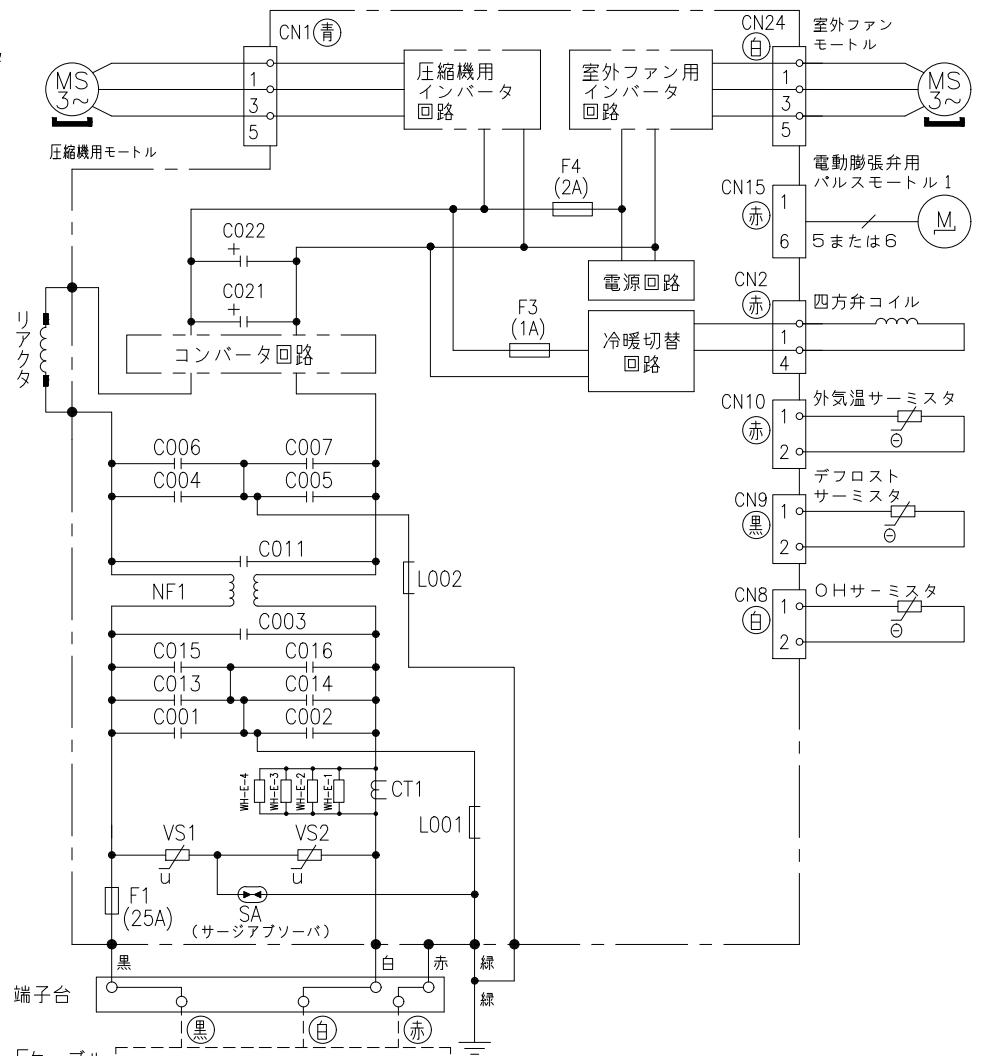 CN1 青
CN24
白
室外ファン
モートル
MS
3~
1
3
5
圧縮機用
インバータ
回路
室外ファン用
インバータ
回路
1
3
5
MS
3~
圧縮機用モートル
F4
(2A)
CN15
赤
1
6
電動膨張弁用
パルスモートル1
M
5または6
C022
+
C021
+
電源回路
CN2
赤
四方弁コイル
1
4
リアクタ
コンバータ回路
F3
(1A)
冷暖切替
回路
CN10
赤
1
2
外気温サーミスタ
Θ
C006 C007
C004 C005
デフロスト
サーミスタ
CN9
黒
1
2
Θ
C011
NF1
L002
CN8
白
1
2
OHサーミスタ
Θ
C003
C015 C016
C013 C014
C001 C002
WH-E-4
WH-E-3
WH-E-2
WH-E-1
CT1
L001
VS1 VS2
u u
F1
(25A)
SA
(サージアブソーバ)
黒 白 赤 緑
端子台
緑
黒 白 赤